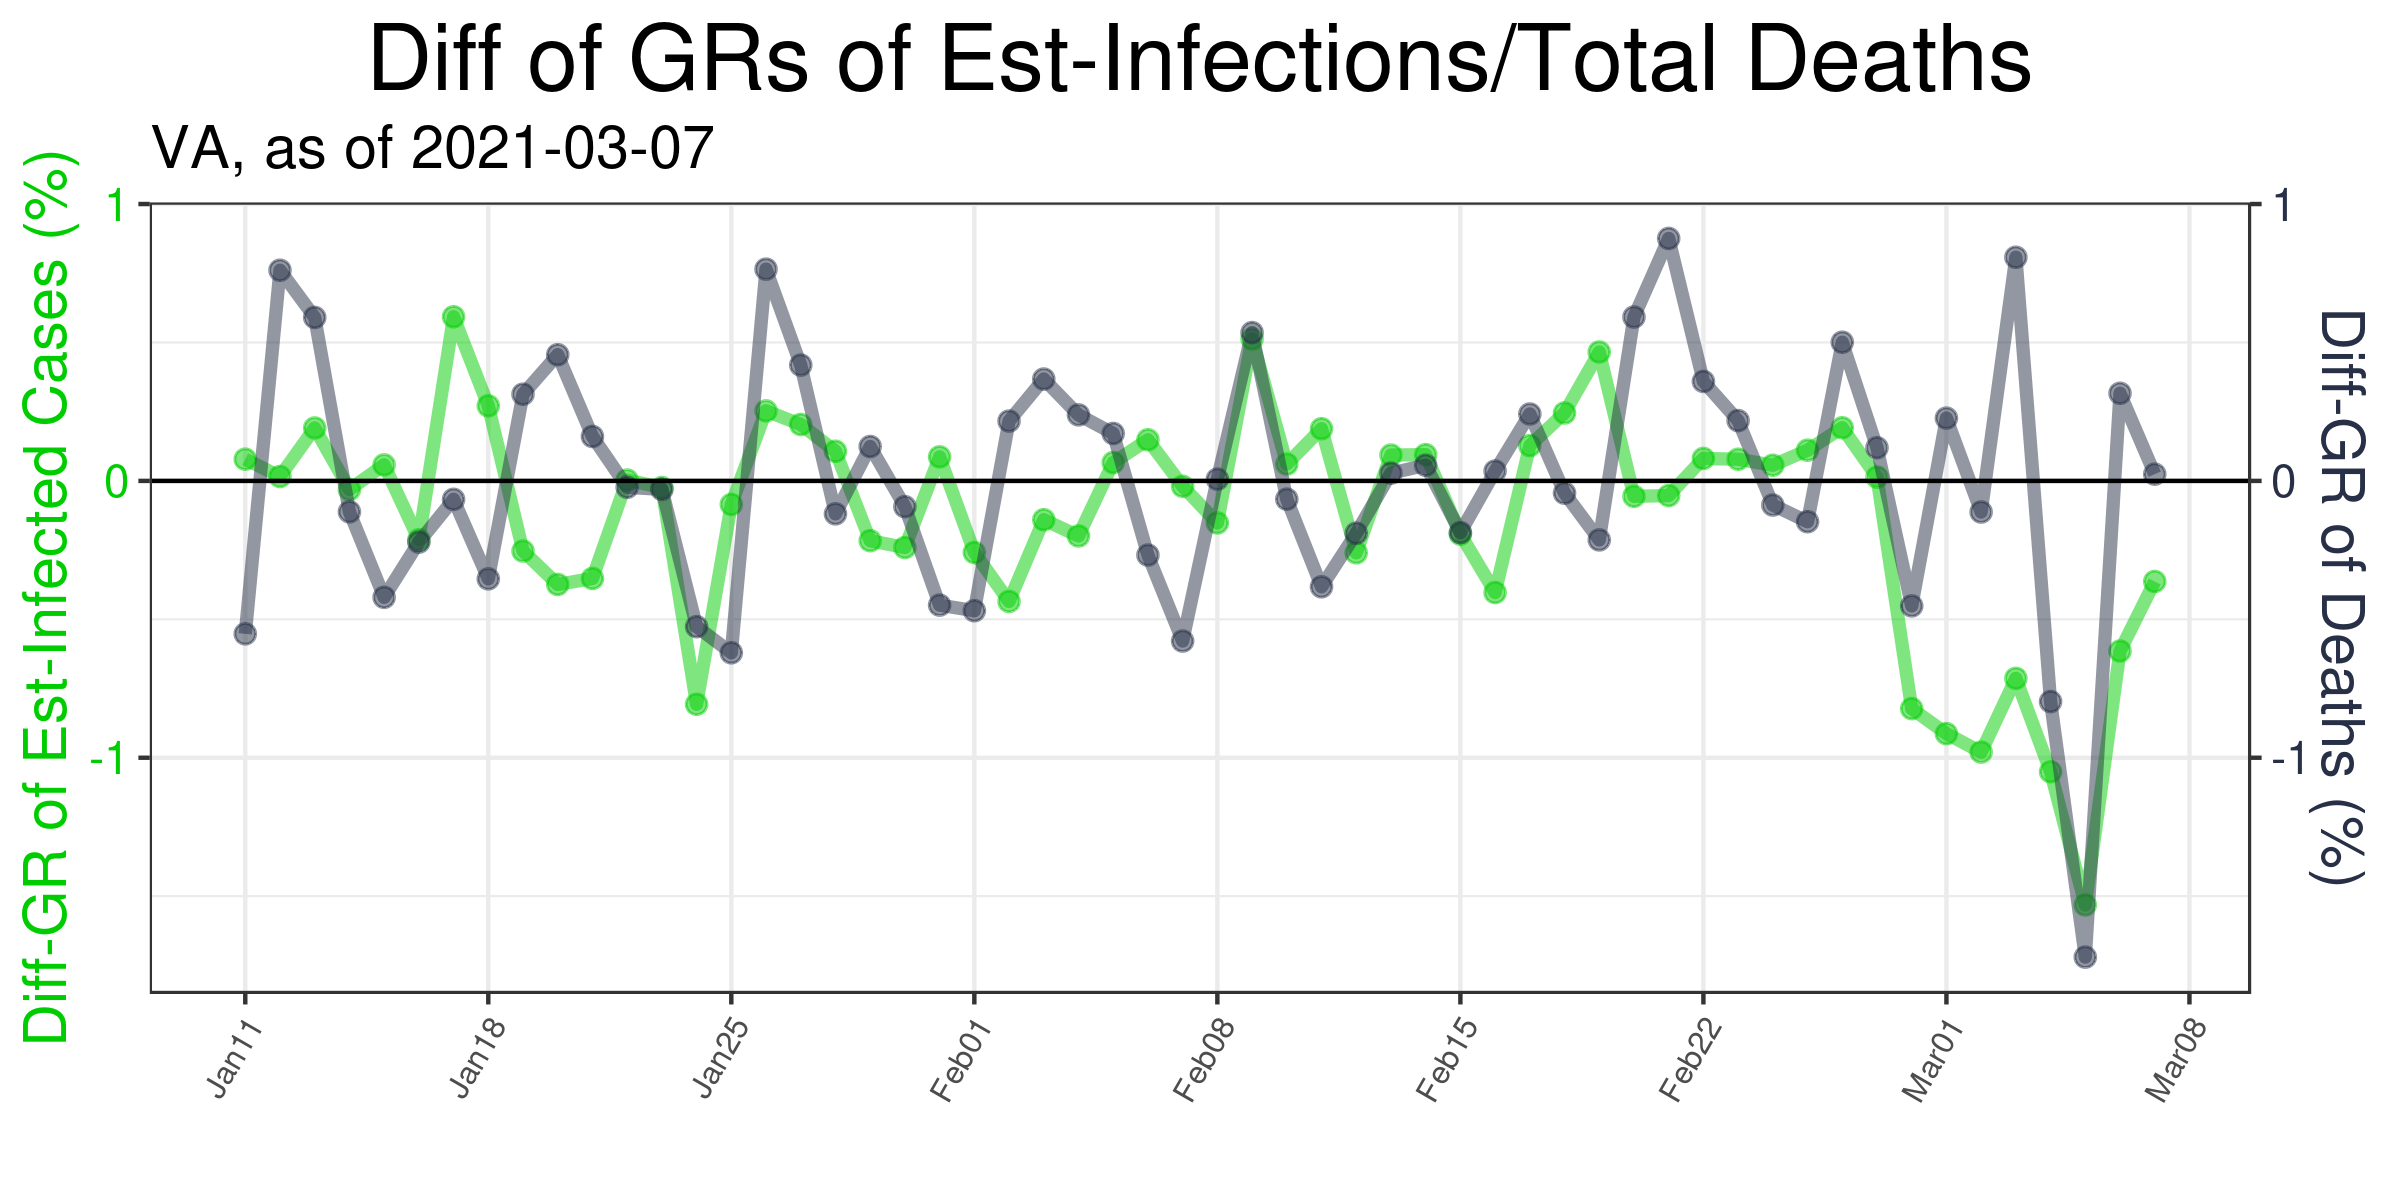 Diff of GRs of Est-Infections/Total Deaths
VA, as of 2021-03-07
Diff-GR of Est-Infected Cases (%)
1
0
-1
1
0
-1
Diff-GR of Deaths (%)
Jan11
Jan18
Jan25
Feb01
Feb08
Feb15
Feb22
Mar01
Mar08